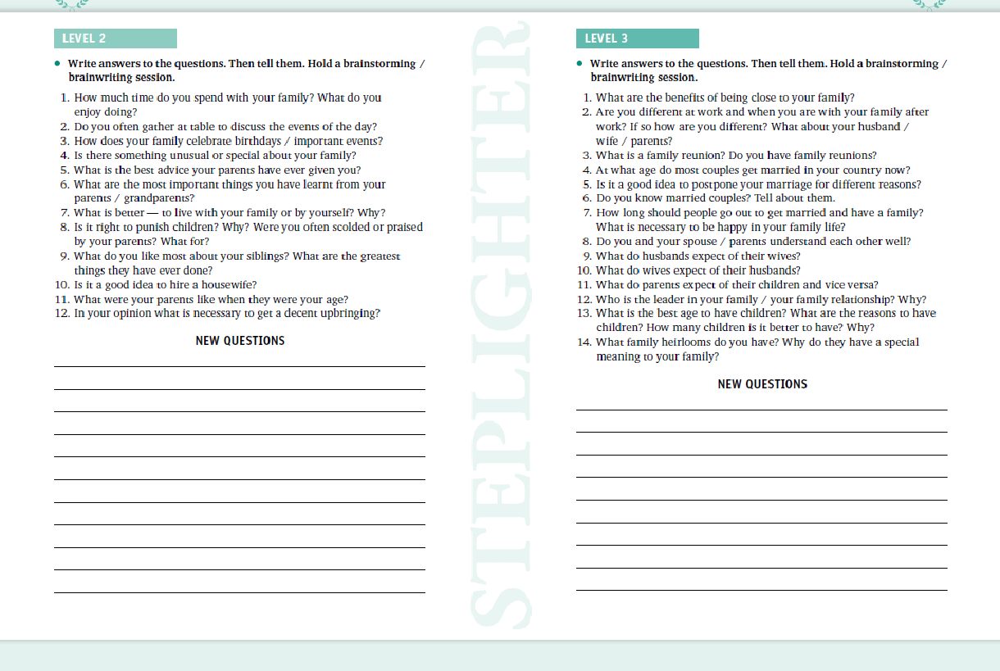 LEVEL 2
• Write answers to the questions. Then tell them. Hold a brainstorming /
brainwriting session.
1. How much time do you spend with your family? What do you
enjoy doing?
2. Do you often gather at table to discuss the events of the day?
3. How does your family celebrate birthdays / important events?
4. Is there something unusual or special about your family?
5. What is the best advice your parents have ever given you?
6. What are the most important things you have learnt from your
parents / grandparents?
7. What is better — to live with your family or by yourself? Why?
8. Is it right to punish children? Why? Were you often scolded or praised
by your parents? What for?
9. What do you like most about your siblings? What are the greatest
things they have ever done?
10. Is it a good idea to hire a housewife?
11. What were your parents like when they were your age?
12. In your opinion what is necessary to get a decent upbringing?
NEW QUESTIONS
STEPLIGHTER
LEVEL 3
• Write answers to the questions. Then tell them. Hold a brainstorming /
brainwriting session.
1. What are the benefits of being close to your family?
2. Are you different at work and when you are with your family after
work? If so how are you different? What about your husband /
wife / parents?
3. What is a family reunion? Do you have family reunions?
4. At what age do most couples get married in your country now?
5. Is it a good idea to postpone your marriage for different reasons?
6. Do you know married couples? Tell about them.
7. How long should people go out to get married and have a family?
What is necessary to be happy in your family life?
8. Do you and your spouse / parents understand each other well?
9. What do husbands expect of their wives?
10. What do wives expect of their husbands?
11. What do parents expect of their children and vice versa?
12. Who is the leader in your family / your family relationship? Why?
13. What is the best age to have children? What are the reasons to have
children? How many children is it better to have? Why?
14. What family heirlooms do you have? Why do they have a special
meaning to your family?
NEW QUESTIONS